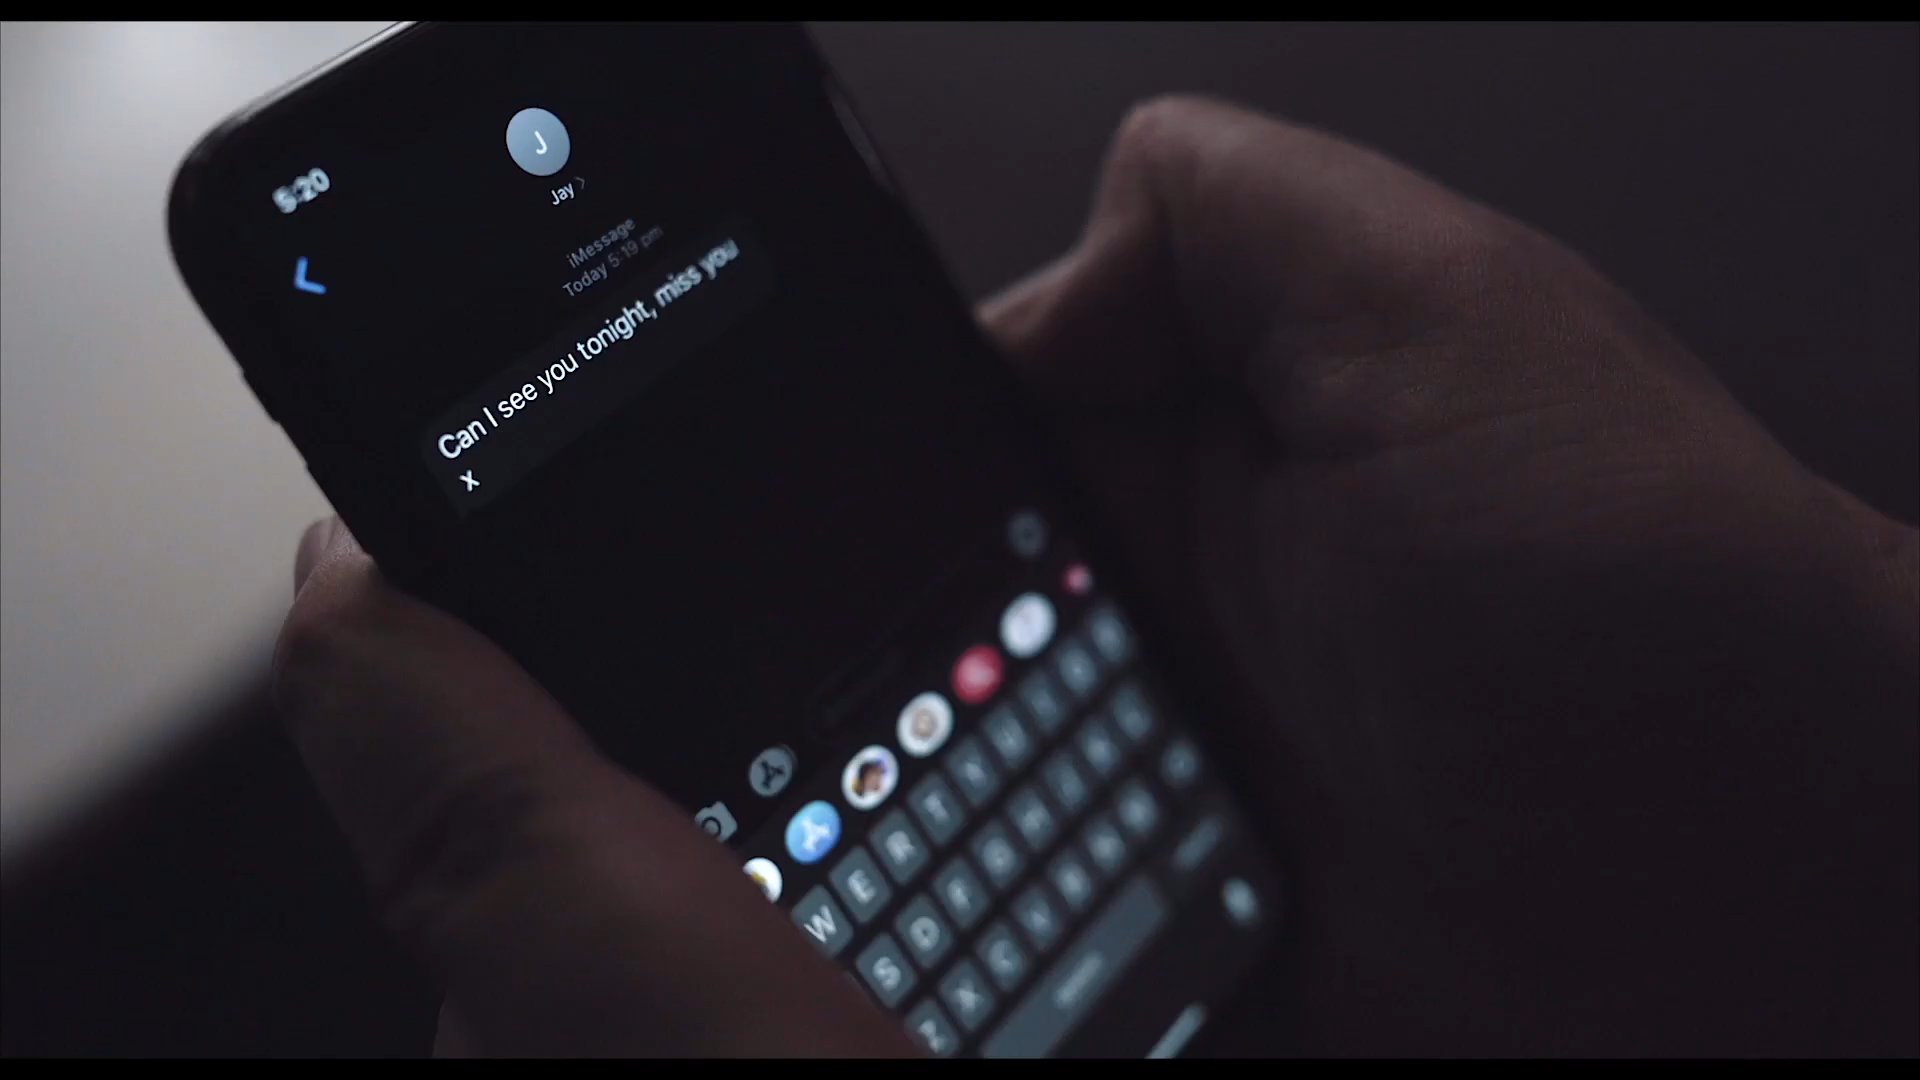 5:20
J
Jay
iMessage
Today 5:19 pm
Can I see you tonight, miss you
x
W E R T
S D F G
Z X C